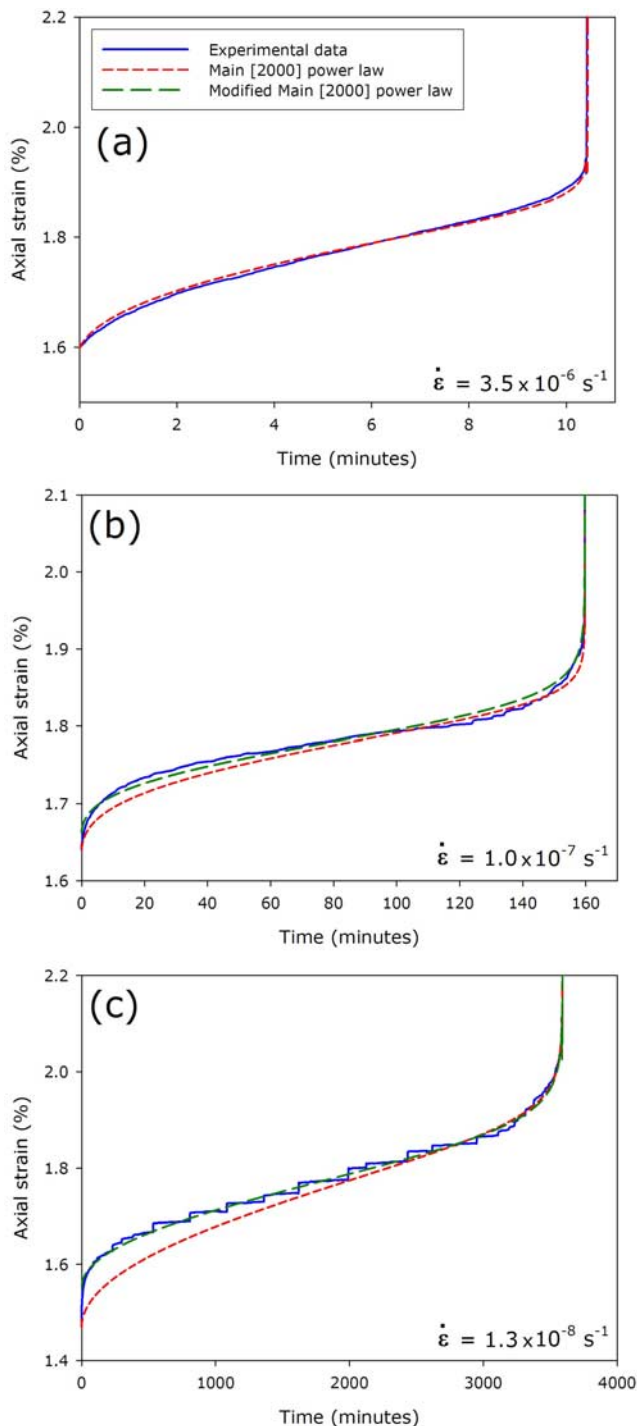 2.2
Experimental data
Main [2000] power law
Modified Main [2000] power law
(a)
2.0
1.8
1.6
Axial strain (%)
ε̇ = 3.5 x 10⁻⁶ s⁻¹
0 2 4 6 8 10
Time (minutes)
2.1
(b)
2.0
1.9
1.8
1.7
1.6
Axial strain (%)
ε̇ = 1.0x10⁻⁷ s⁻¹
0 20 40 60 80 100 120 140 160
Time (minutes)
2.2
(c)
2.0
1.8
1.6
1.4
Axial strain (%)
ε̇ = 1.3x10⁻⁸ s⁻¹
0 1000 2000 3000 4000
Time (minutes)